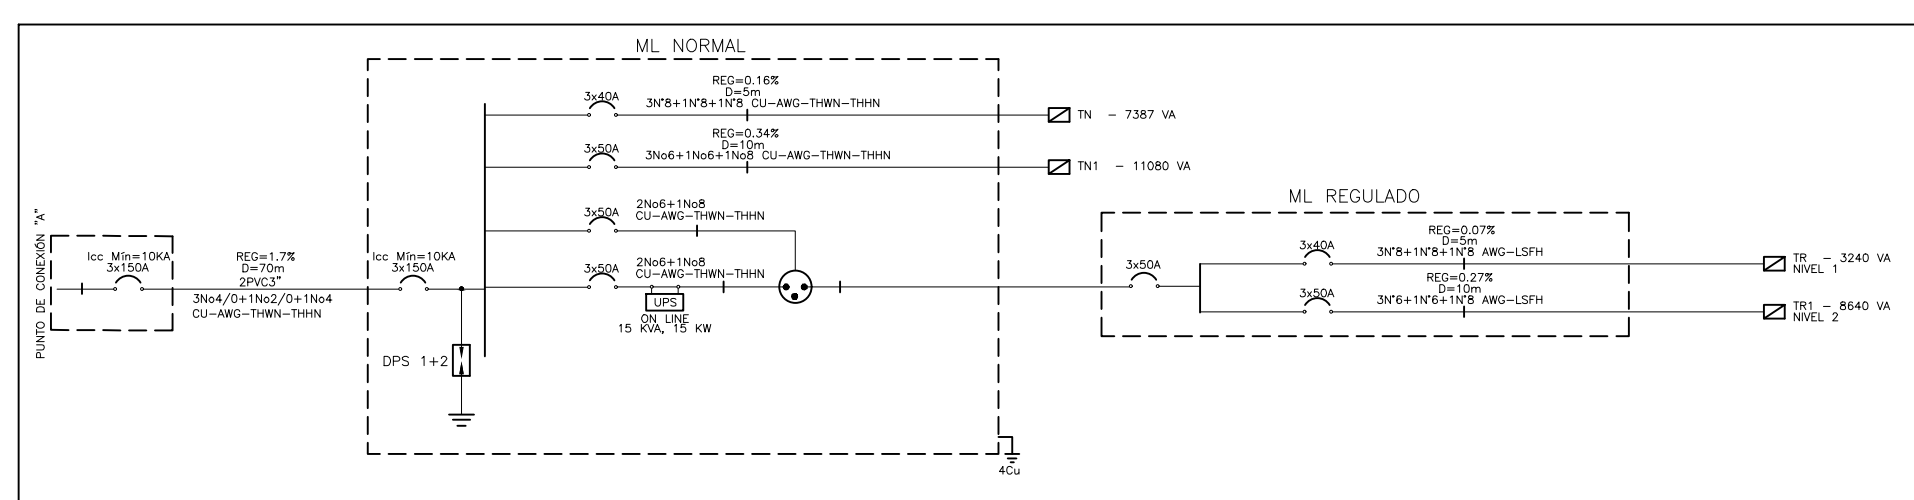 PUNTO DE CONEXIÓN "A"
Icc Mín=10KA
3x150A
REG=1.7%
D=70m
2PVC3"
3No4/0+1No2/0+1No4
CU-AWG-THWN-THHN
ML NORMAL
Icc Mín=10KA
3x150A
DPS 1+2
3x40A
REG=0.16%
D=5m
3N°8+1N°8+1N°8 CU-AWG-THWN-THHN
TN - 7387 VA
3x50A
REG=0.34%
D=10m
3No6+1No6+1No8 CU-AWG-THWN-THHN
TN1 - 11080 VA
3x50A
2No6+1No8
CU-AWG-THWN-THHN
3x50A
2No6+1No8
CU-AWG-THWN-THHN
UPS
ON LINE
15 KVA, 15 KW
4Cu
ML REGULADO
3x50A
3x40A
REG=0.07%
D=5m
3N°8+1N°8+1N°8 AWG-LSFH
TR - 3240 VA
NIVEL 1
3x50A
REG=0.27%
D=10m
3N°6+1N°6+1N°8 AWG-LSFH
TR1 - 8640 VA
NIVEL 2